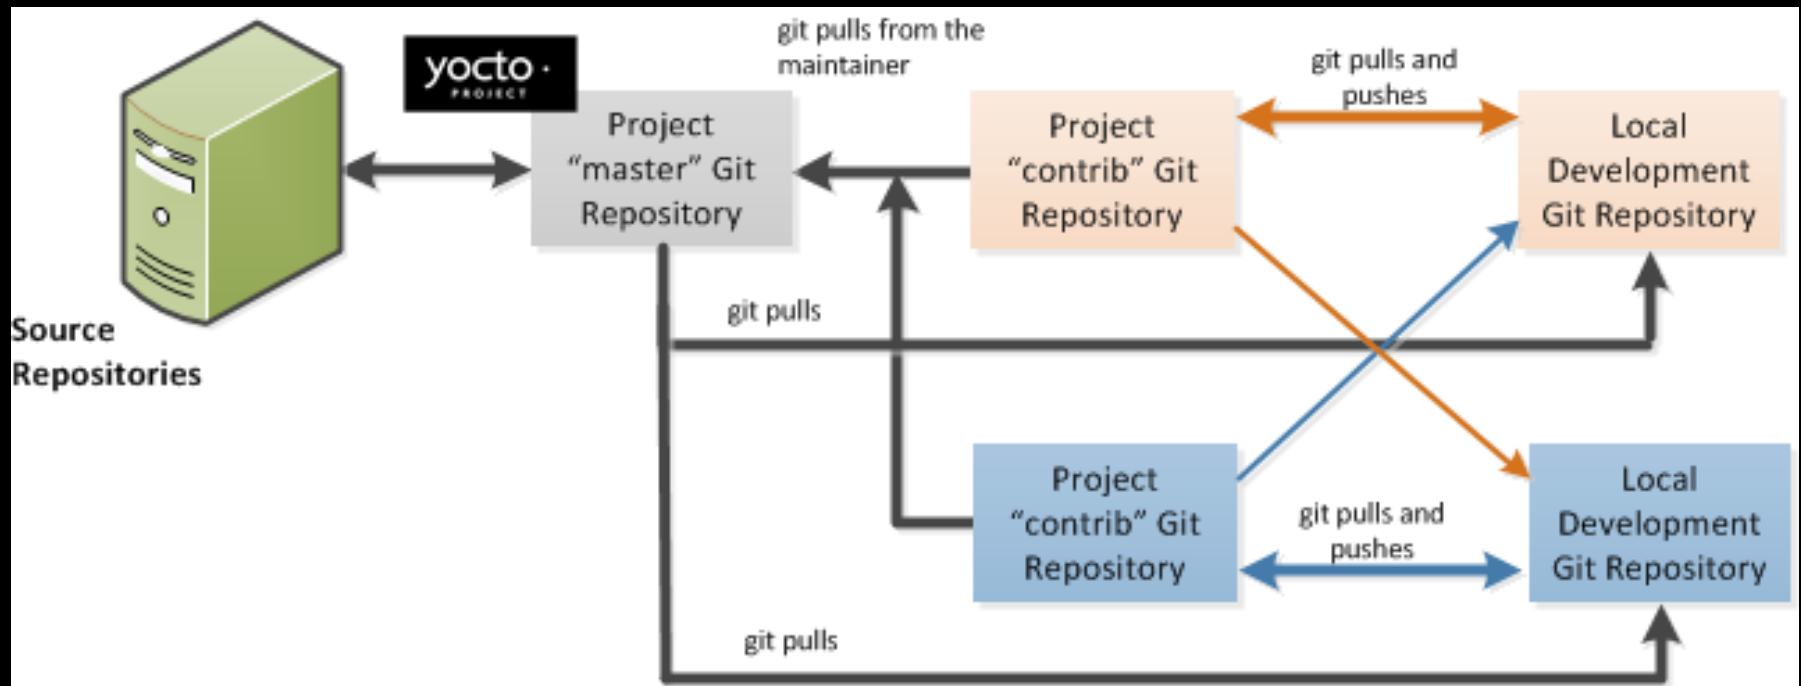 git pulls from the
maintainer
yocto ·
PROJECT
Project
“master” Git
Repository
Project
“contrib” Git
Repository
git pulls and
pushes
Local
Development
Git Repository
Source
Repositories
git pulls
Project
“contrib” Git
Repository
git pulls and
pushes
Local
Development
Git Repository
git pulls